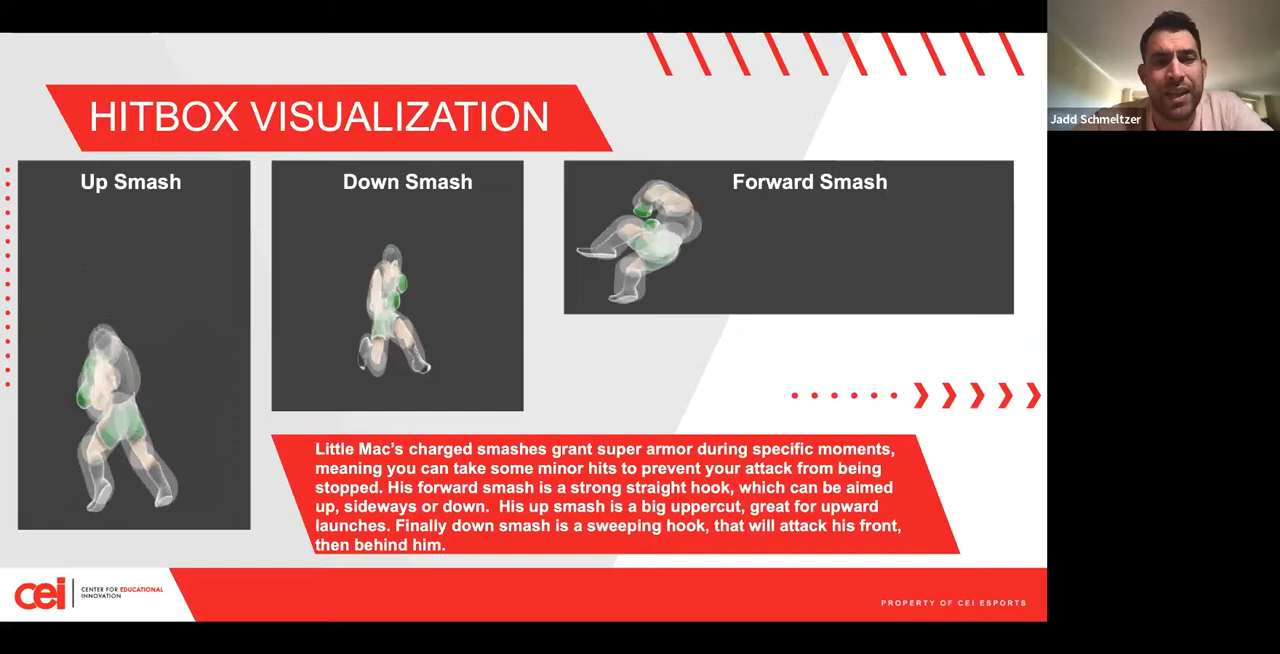 HITBOX VISUALIZATION
Jadd Schmeltzer
Up Smash
Down Smash
Forward Smash
Little Mac’s charged smashes grant super armor during specific moments,
meaning you can take some minor hits to prevent your attack from being
stopped. His forward smash is a strong straight hook, which can be aimed
up, sideways or down.  His up smash is a big uppercut, great for upward
launches. Finally down smash is a sweeping hook, that will attack his front,
then behind him.
cei
CENTER FOR EDUCATIONAL
INNOVATION
PROPERTY OF CEI ESPORTS